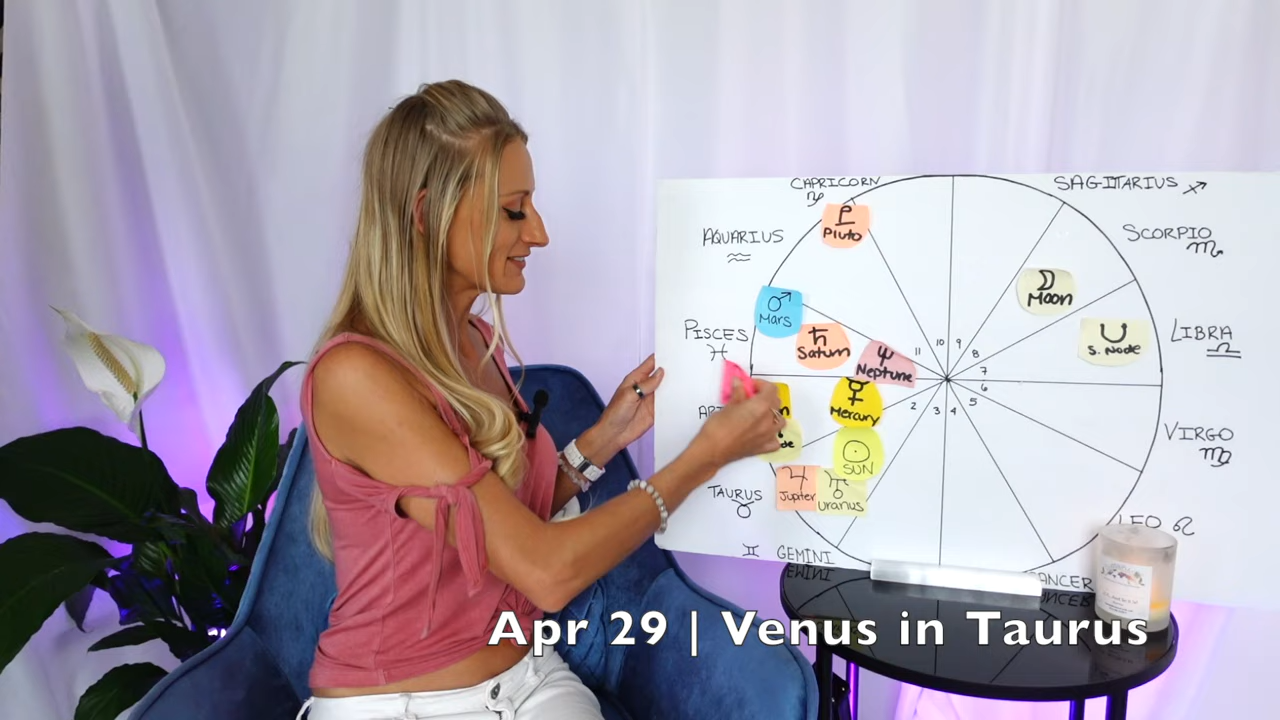 CAPRICORN
♑
SAGITARIUS ♐
P
Pluto
AQUARIUS
♒
SCORPIO
♏
☽
Moon
♂
Mars
PISCES
♓
♄
Saturn
♆
Neptune
☋
S. Node
LIBRA
♎
11 10 9 8 7
6 5 4 3 2
☿
Mercury
☉
SUN
VIRGO
♍
TAURUS
♉
♃
Jupiter
♅
Uranus
LEO ♌
♊ GEMINI
Apr 29 | Venus in Taurus